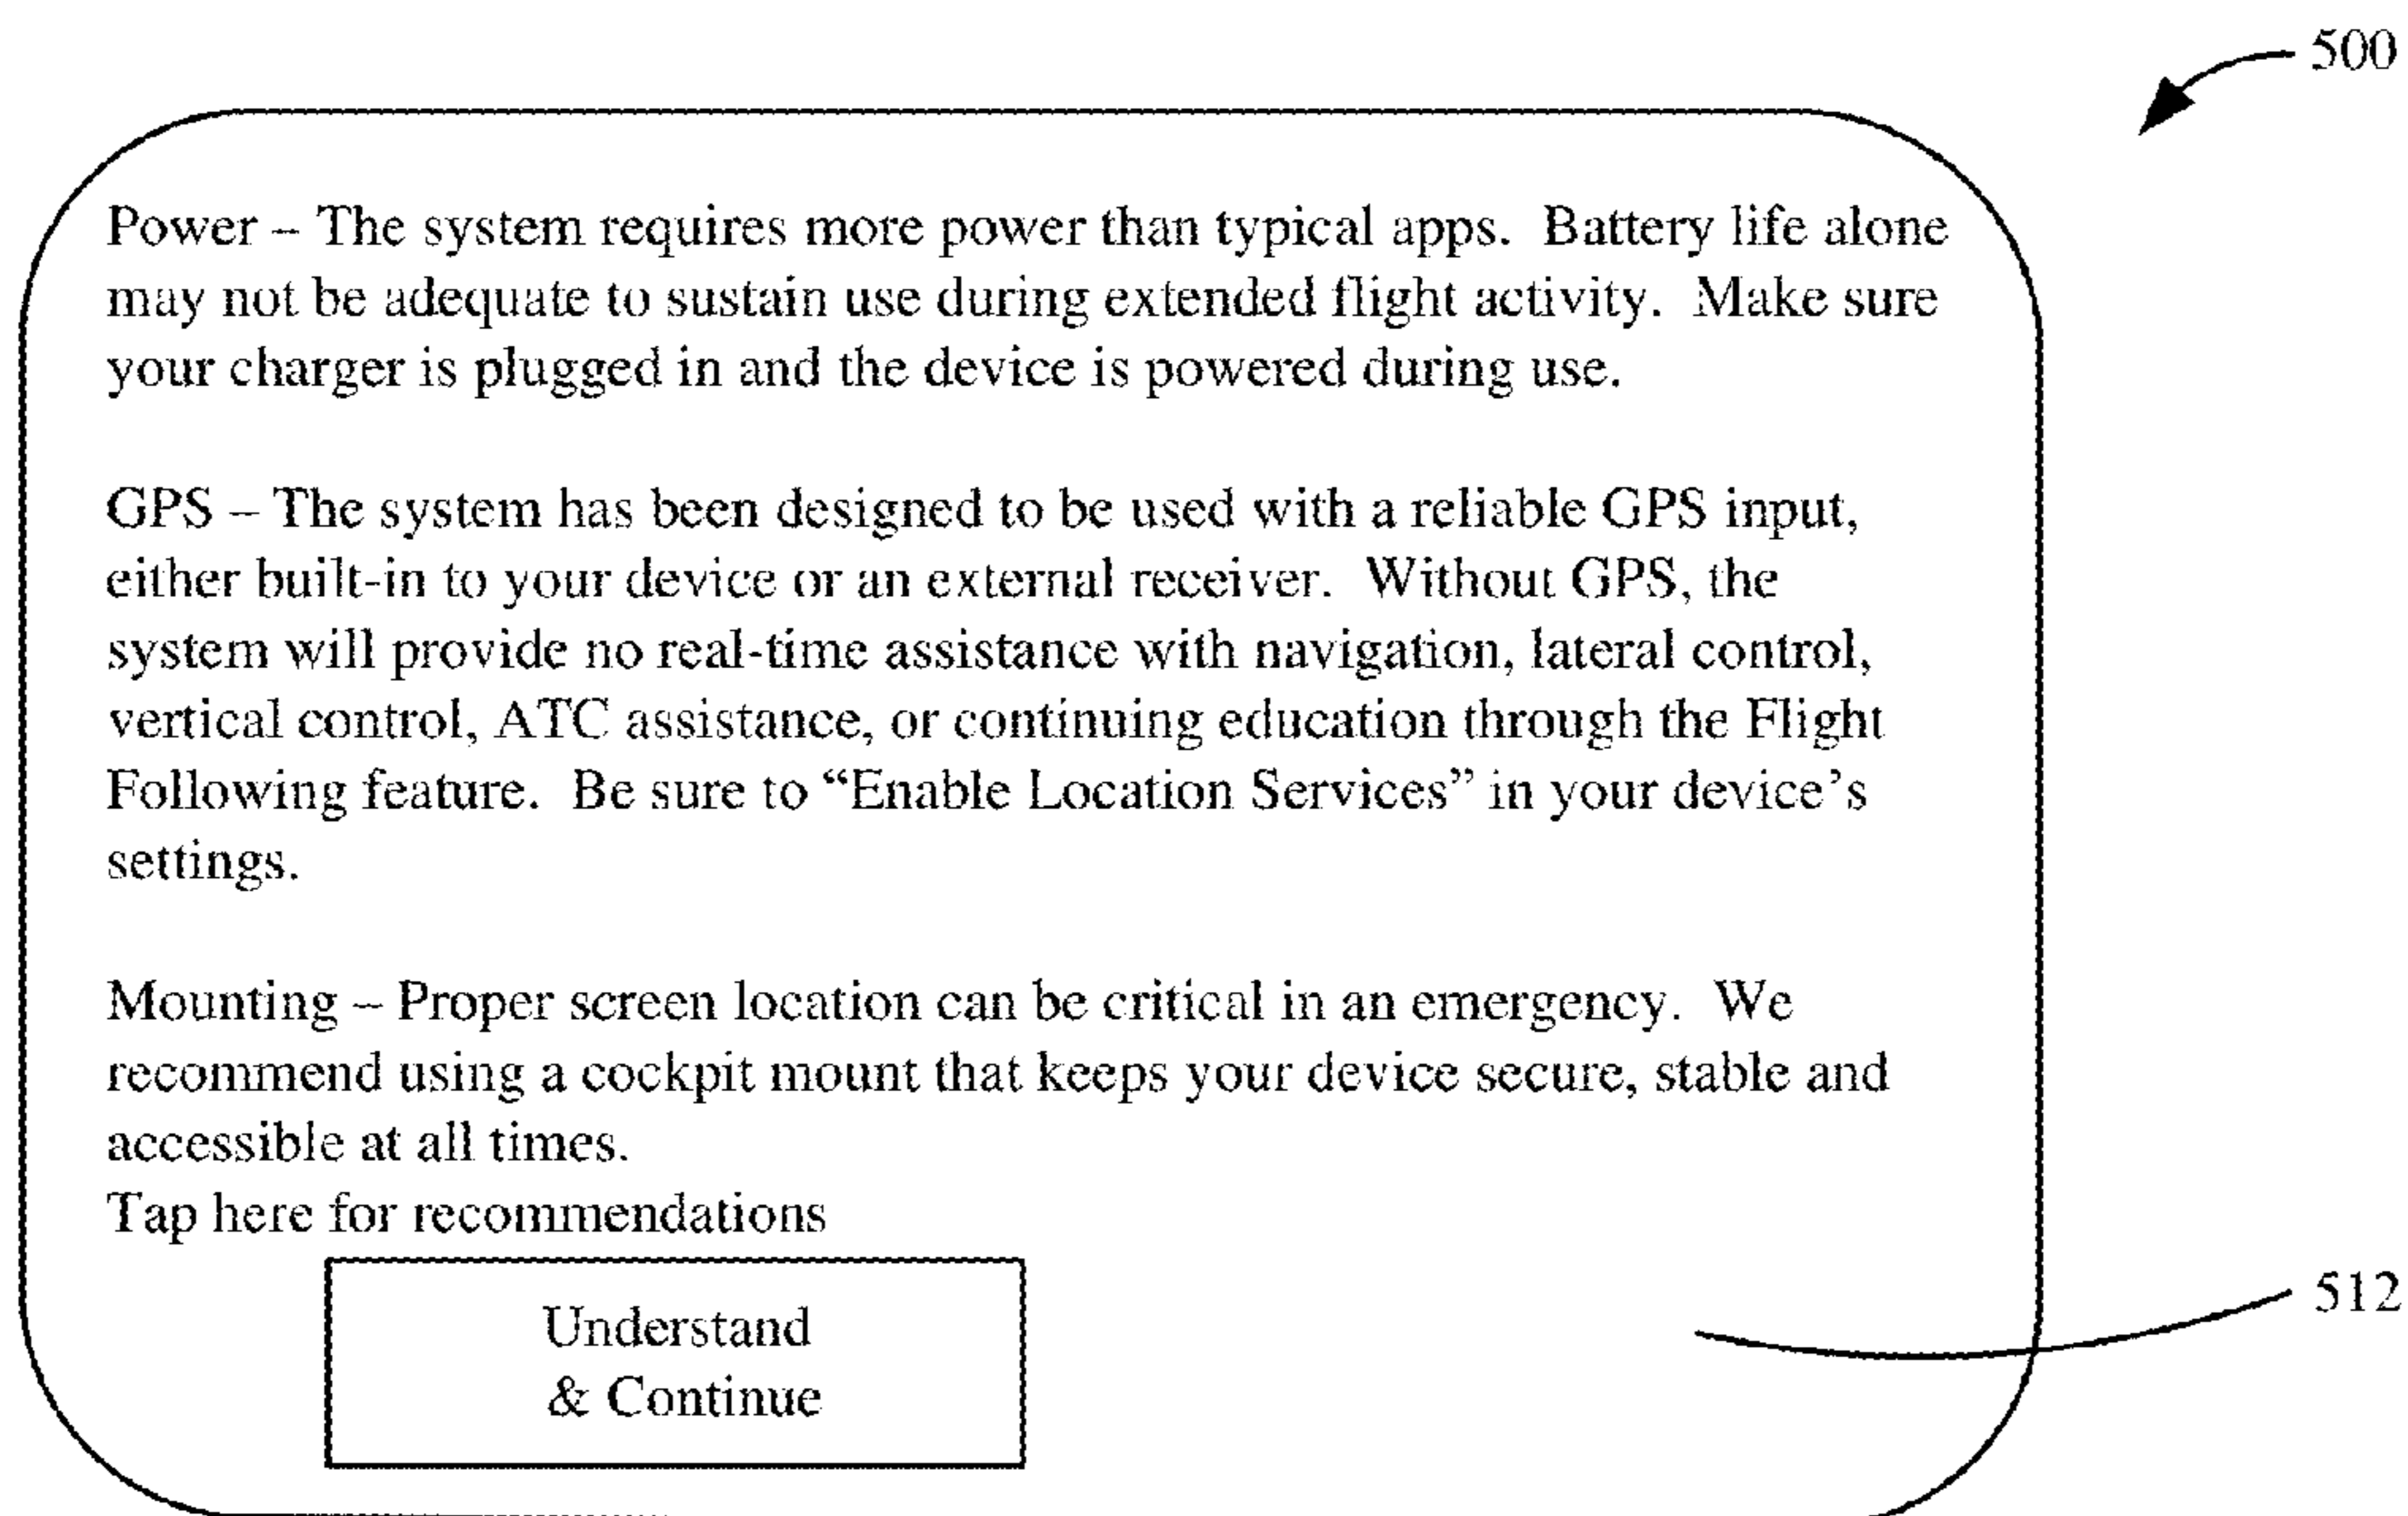 500
Power – The system requires more power than typical apps.  Battery life alone
may not be adequate to sustain use during extended flight activity.  Make sure
your charger is plugged in and the device is powered during use.
GPS – The system has been designed to be used with a reliable GPS input,
either built-in to your device or an external receiver.  Without GPS, the
system will provide no real-time assistance with navigation, lateral control,
vertical control, ATC assistance, or continuing education through the Flight
Following feature.  Be sure to “Enable Location Services” in your device’s
settings.
Mounting – Proper screen location can be critical in an emergency.  We
recommend using a cockpit mount that keeps your device secure, stable and
accessible at all times.
Tap here for recommendations
Understand
& Continue
512